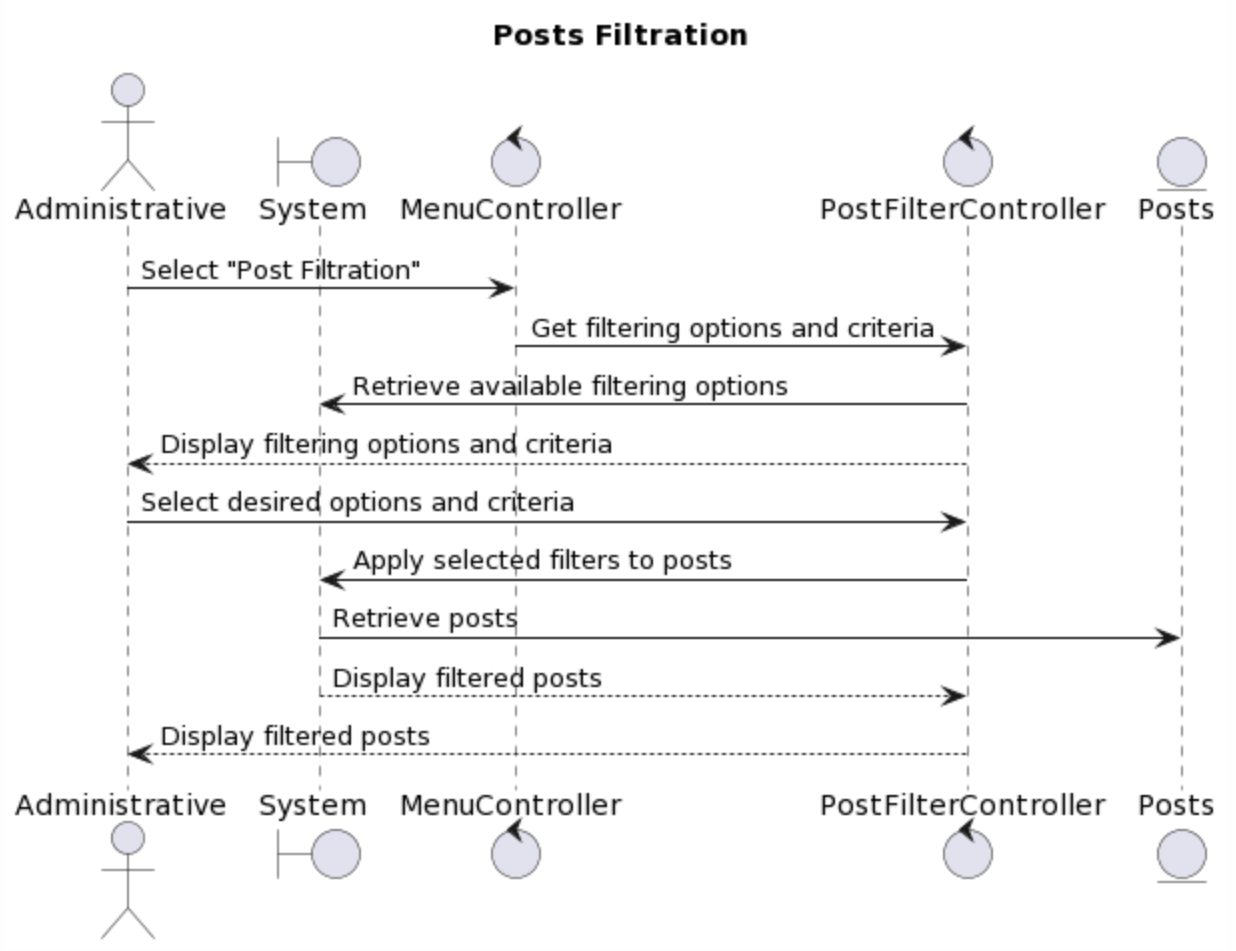 Posts Filtration
Administrative System MenuController PostFilterController Posts
Select "Post Filtration"
Get filtering options and criteria
Retrieve available filtering options
Display filtering options and criteria
Select desired options and criteria
Apply selected filters to posts
Retrieve posts
Display filtered posts
Display filtered posts
Administrative System MenuController PostFilterController Posts